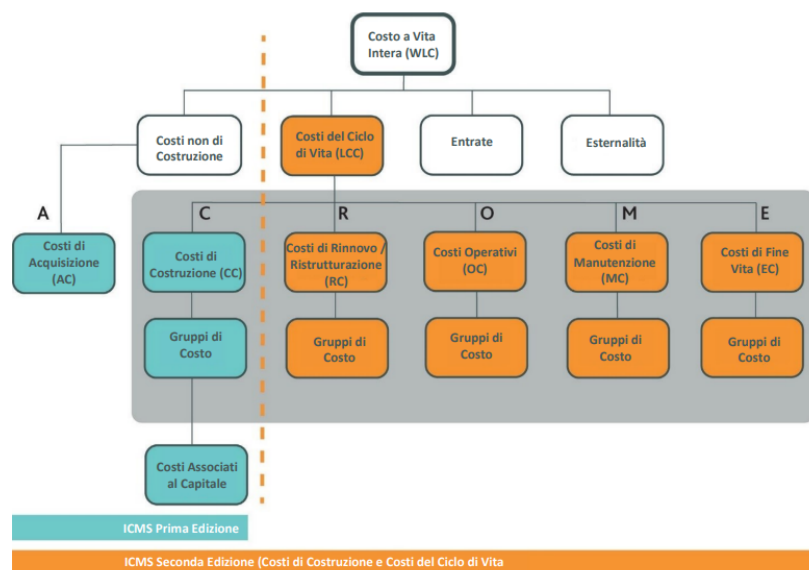 Costo a Vita
Intera (WLC)
Costi non di
Costruzione
Costi del Ciclo
di Vita (LCC)
Entrate
Esternalità
A
C
R
O
M
E
Costi di
Acquisizione
(AC)
Costi di
Costruzione (CC)
Costi di Rinnovo /
Ristrutturazione
(RC)
Costi Operativi
(OC)
Costi di
Manutenzione
(MC)
Costi di Fine
Vita (EC)
Gruppi di
Costo
Gruppi di
Costo
Gruppi di
Costo
Gruppi di
Costo
Gruppi di
Costo
Costi Associati
al Capitale
ICMS Prima Edizione
ICMS Seconda Edizione (Costi di Costruzione e Costi del Ciclo di Vita